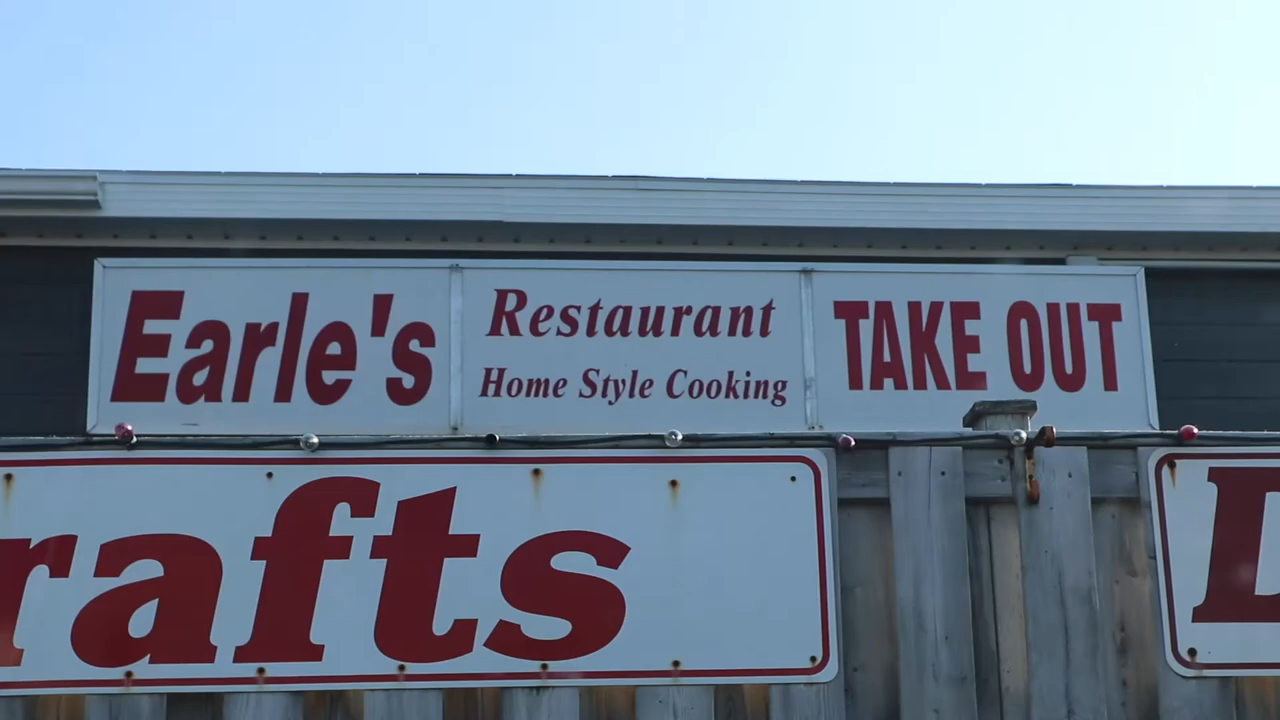 Earle's
Restaurant
Home Style Cooking
TAKE OUT
rafts
D